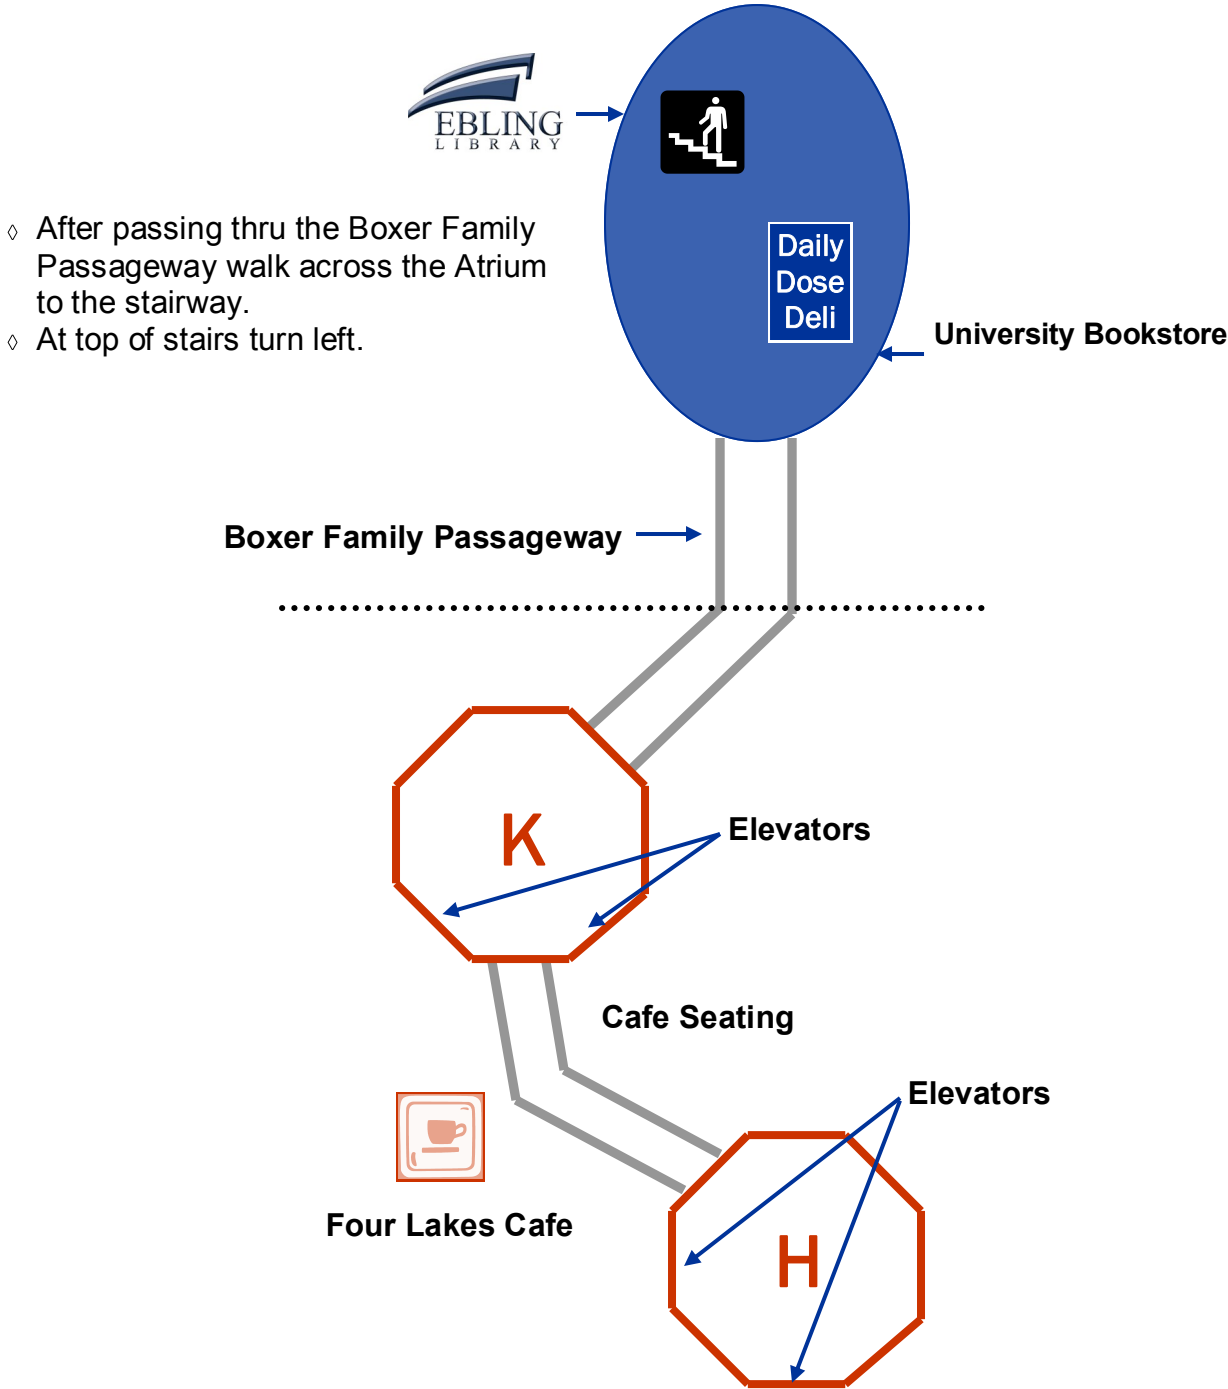 EBLING
LIBRARY
◊ After passing thru the Boxer Family
Passageway walk across the Atrium
to the stairway.
◊ At top of stairs turn left.
Daily
Dose
Deli
University Bookstore
Boxer Family Passageway
K
Elevators
Cafe Seating
Elevators
Four Lakes Cafe
H